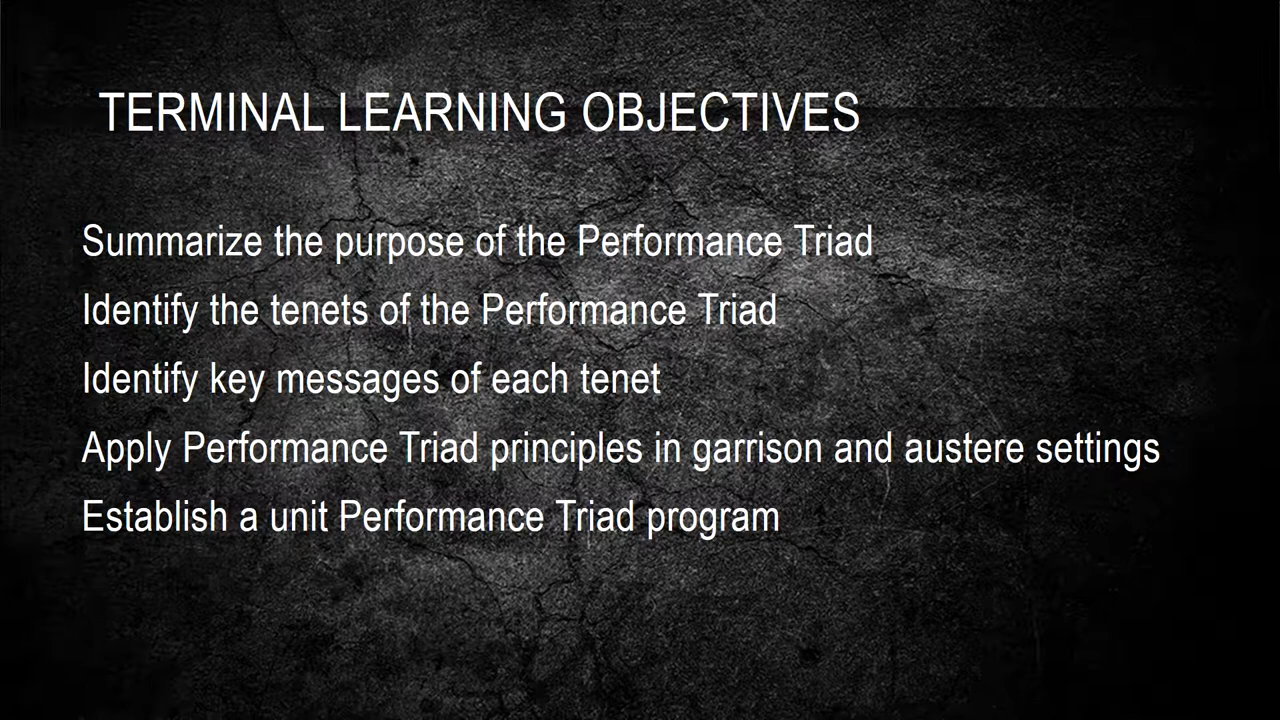 TERMINAL LEARNING OBJECTIVES
Summarize the purpose of the Performance Triad
Identify the tenets of the Performance Triad
Identify key messages of each tenet
Apply Performance Triad principles in garrison and austere settings
Establish a unit Performance Triad program